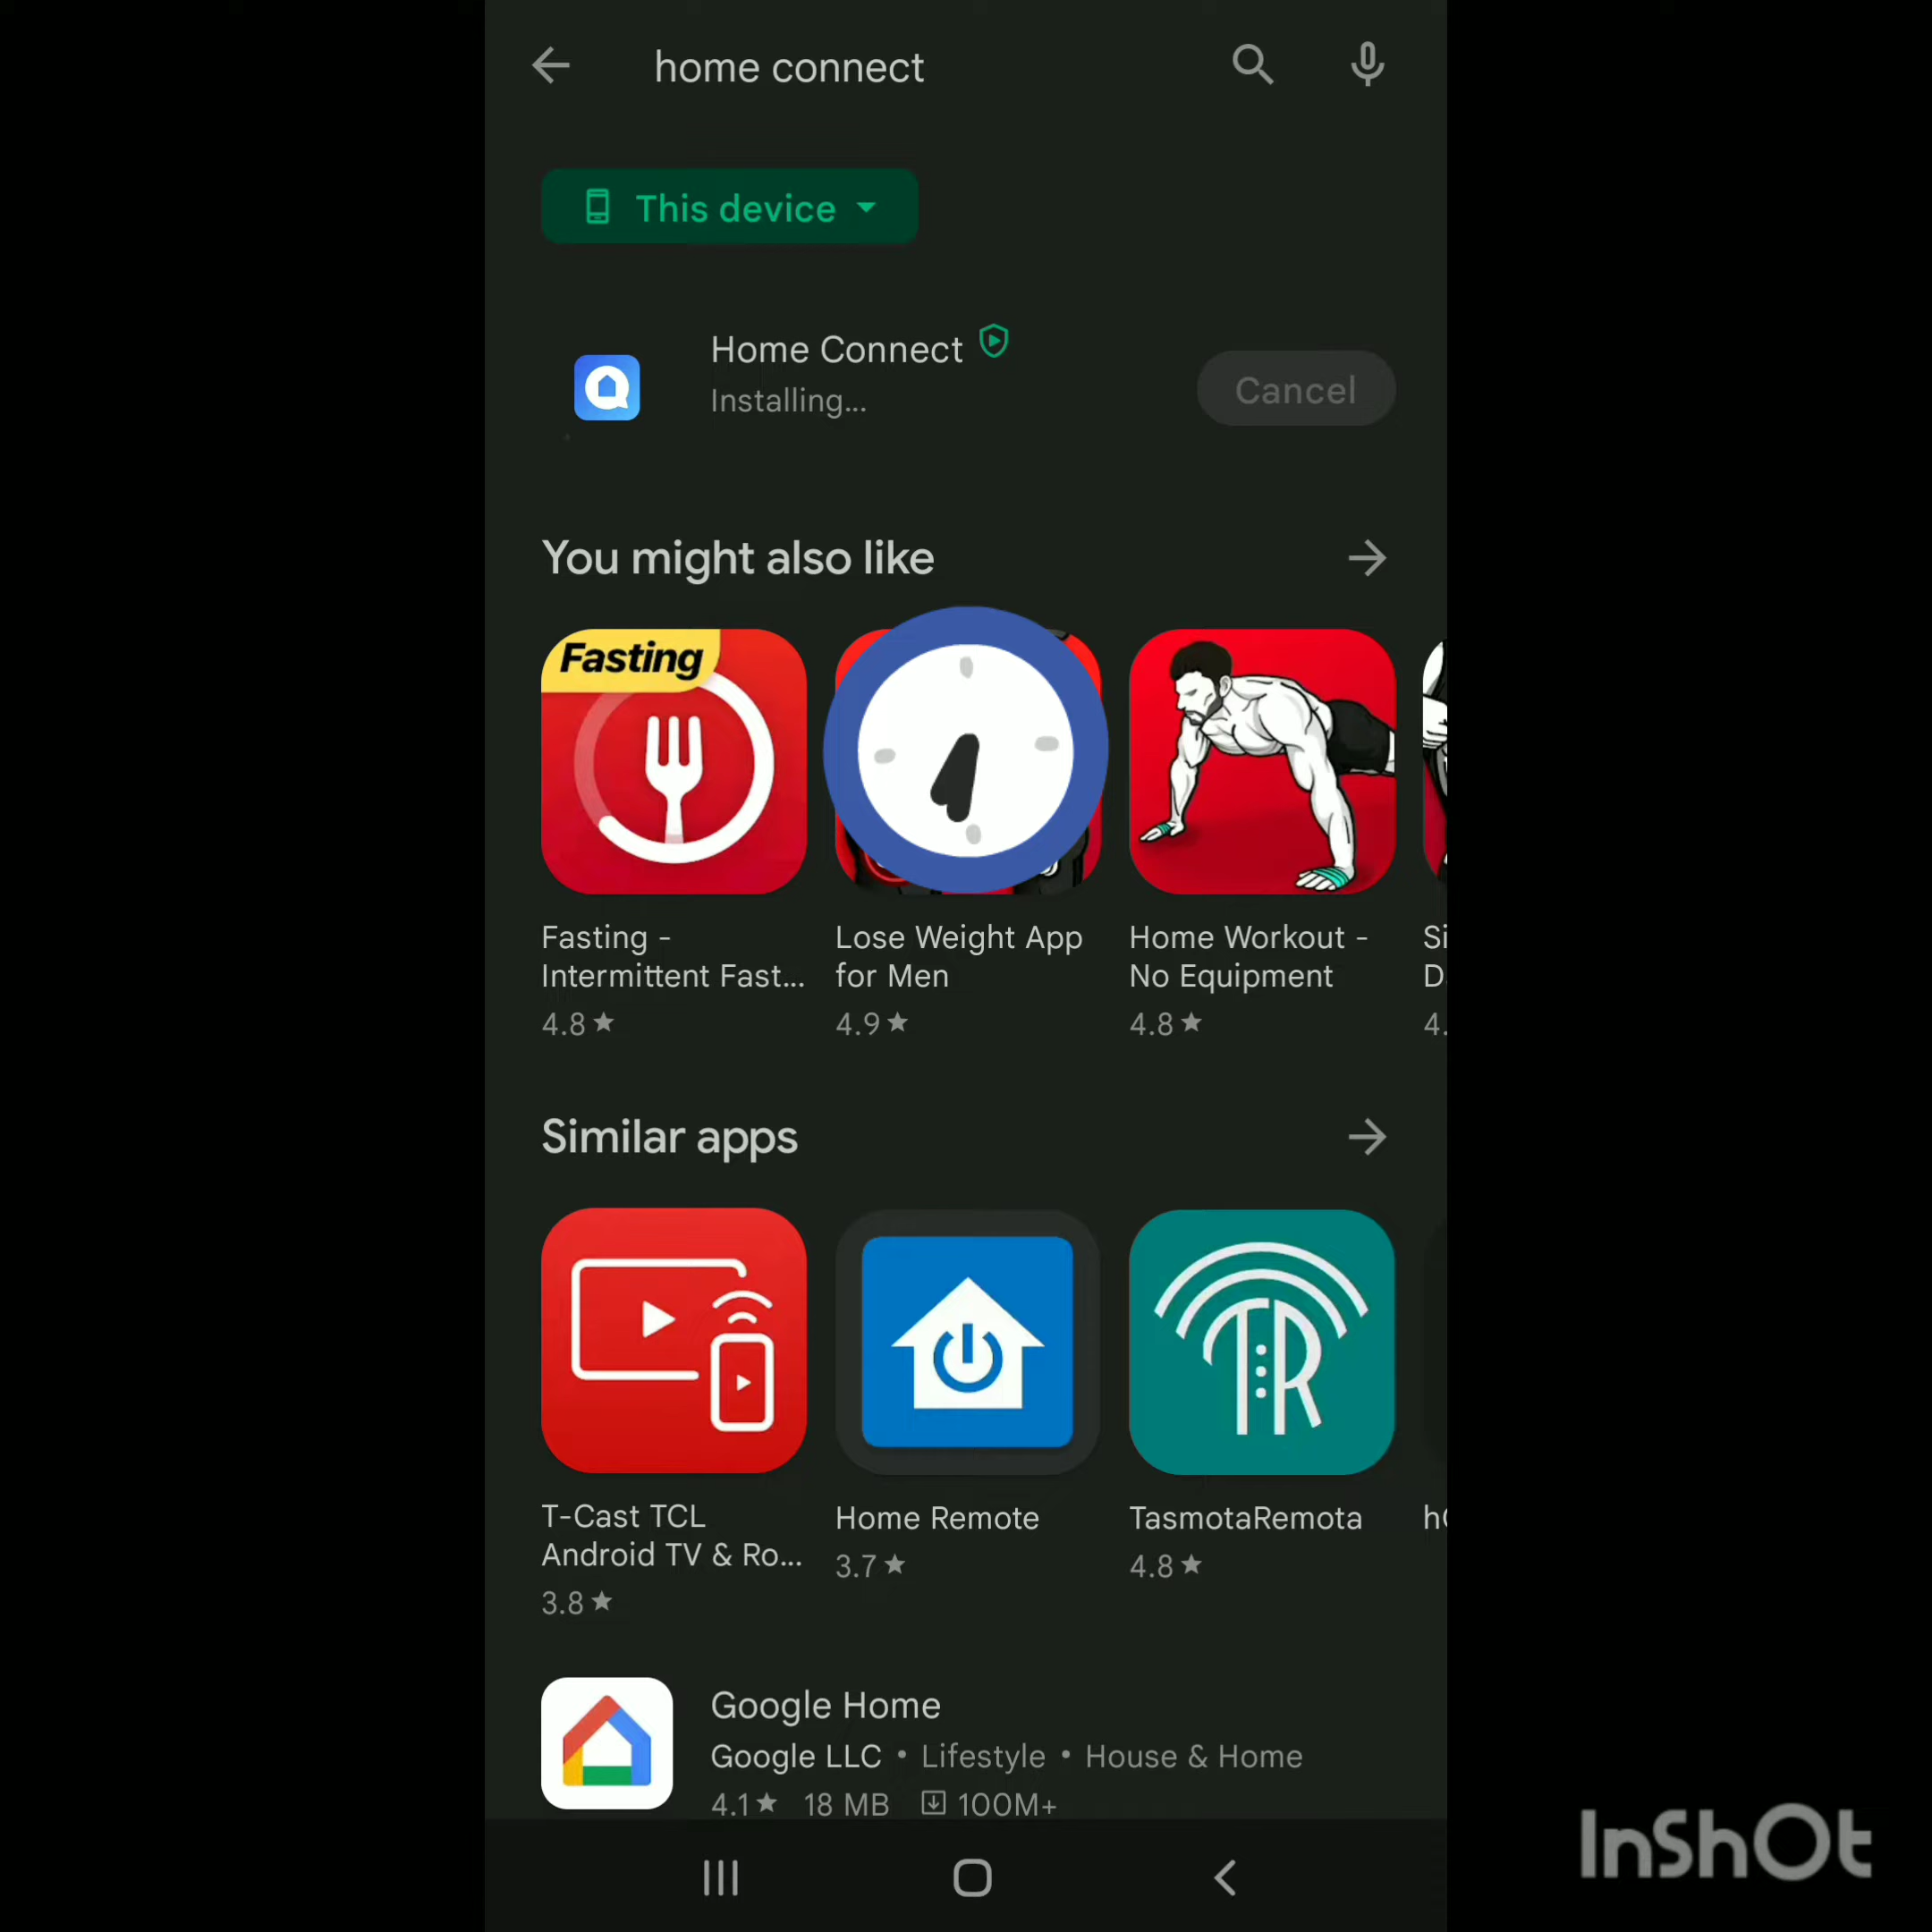 home connect
This device
Home Connect
Installing...
Cancel
You might also like
Fasting
Fasting -
Intermittent Fast...
4.8
Lose Weight App
for Men
4.9
Home Workout -
No Equipment
4.8
Si
D
4.
Similar apps
TR
T-Cast TCL
Android TV & Ro...
3.8
Home Remote
3.7
TasmotaRemota
4.8
Google Home
Google LLC • Lifestyle • House & Home
4.1 18 MB 100M+
InShOt